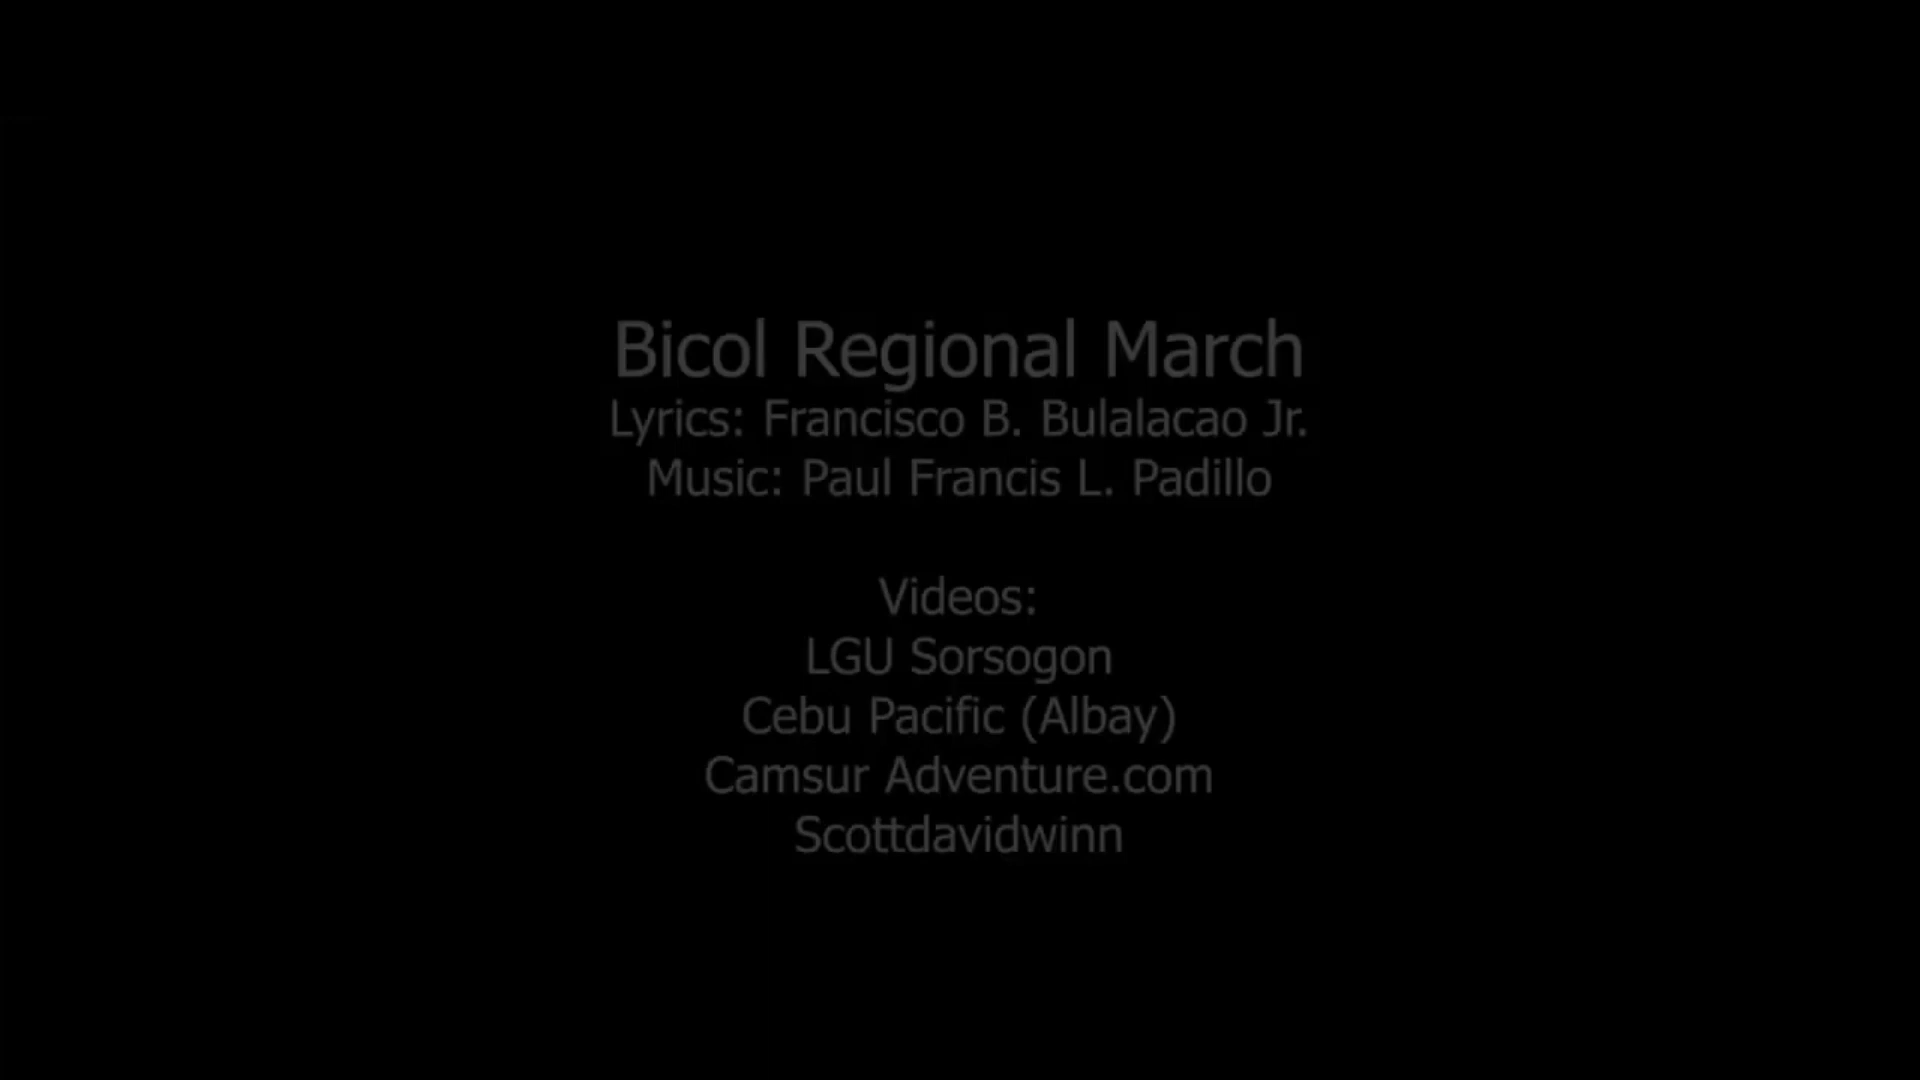 Bicol Regional March
Lyrics: Francisco B. Bulalacao Jr.
Music: Paul Francis L. Padillo
Videos:
LGU Sorsogon
Cebu Pacific (Albay)
Camsur Adventure.com
Scottdavidwinn